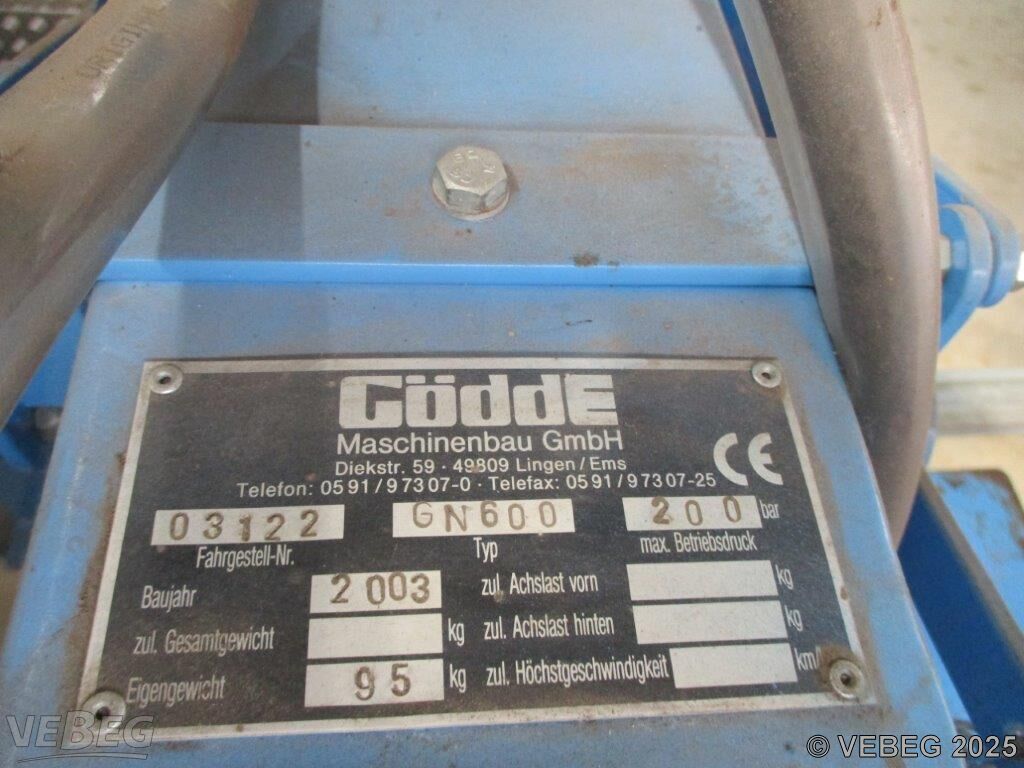 GöddE
Maschinenbau GmbH
Diekstr. 59 · 49809 Lingen/Ems
Telefon: 0591/97307-0 · Telefax: 0591/97307-25
CE
03122 GN600 200 bar
Fahrgestell-Nr. Typ max. Betriebsdruck
Baujahr 2003 zul. Achslast vorn kg
zul. Gesamtgewicht kg zul. Achslast hinten kg
Eigengewicht 95 kg zul. Höchstgeschwindigkeit
VEBEG
© VEBEG 2025